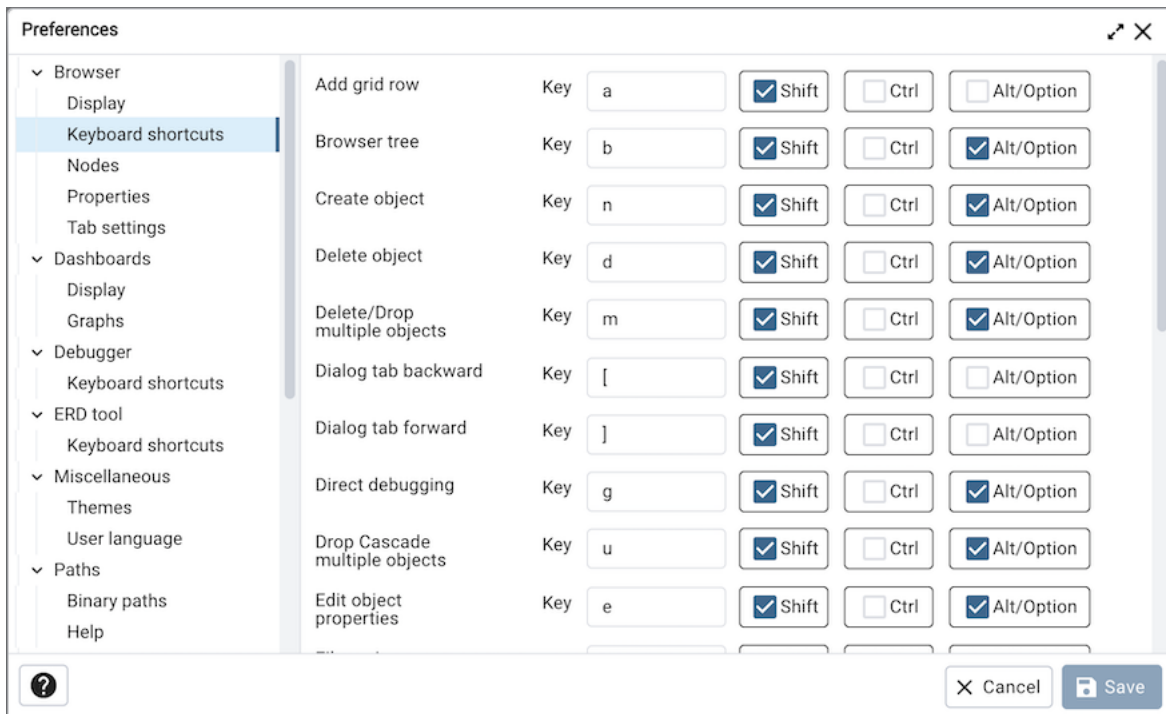 Preferences
Browser
Display
Keyboard shortcuts
Nodes
Properties
Tab settings
Dashboards
Display
Graphs
Debugger
Keyboard shortcuts
ERD tool
Keyboard shortcuts
Miscellaneous
Themes
User language
Paths
Binary paths
Help
Add grid row Key a Shift Ctrl Alt/Option
Browser tree Key b Shift Ctrl Alt/Option
Create object Key n Shift Ctrl Alt/Option
Delete object Key d Shift Ctrl Alt/Option
Delete/Drop
multiple objects Key m Shift Ctrl Alt/Option
Dialog tab backward Key [ Shift Ctrl Alt/Option
Dialog tab forward Key ] Shift Ctrl Alt/Option
Direct debugging Key g Shift Ctrl Alt/Option
Drop Cascade
multiple objects Key u Shift Ctrl Alt/Option
Edit object
properties Key e Shift Ctrl Alt/Option
? Cancel Save